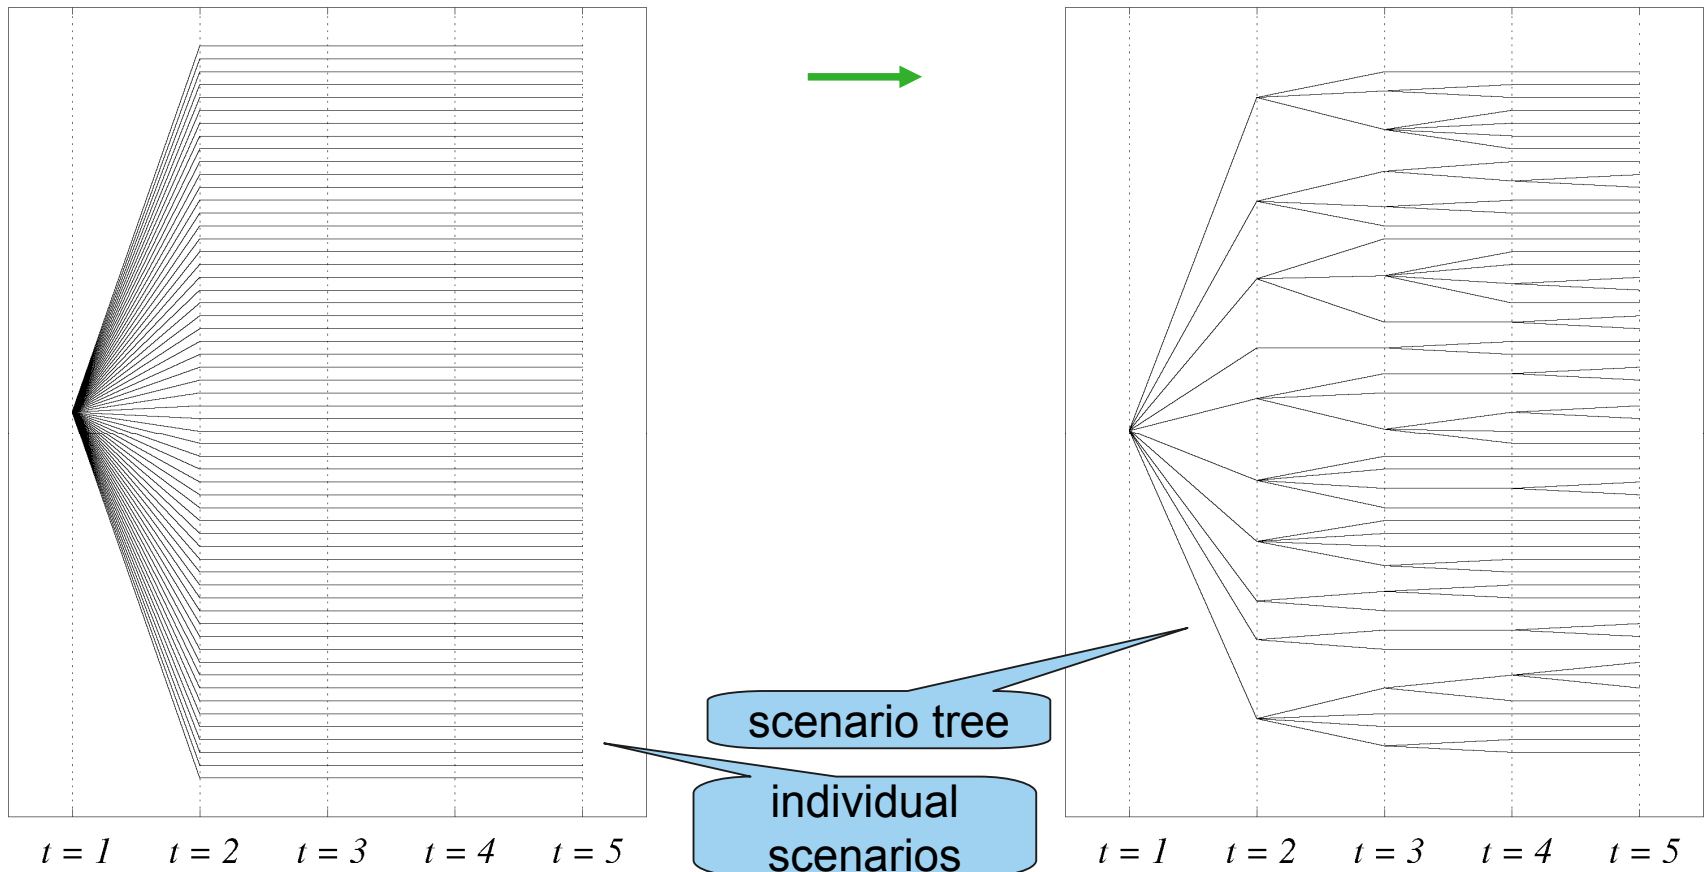 scenario tree
individual
scenarios
t = 1 t = 2 t = 3 t = 4 t = 5
t = 1 t = 2 t = 3 t = 4 t = 5